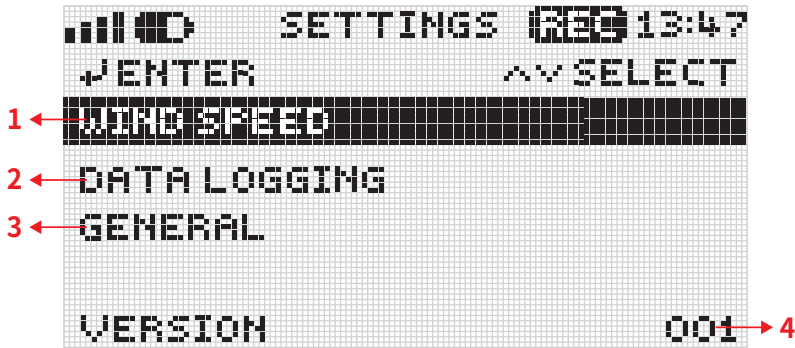 SETTINGS REC 13:47
ENTER SELECT
1 WIND SPEED
2 DATA LOGGING
3 GENERAL
VERSION 001 4